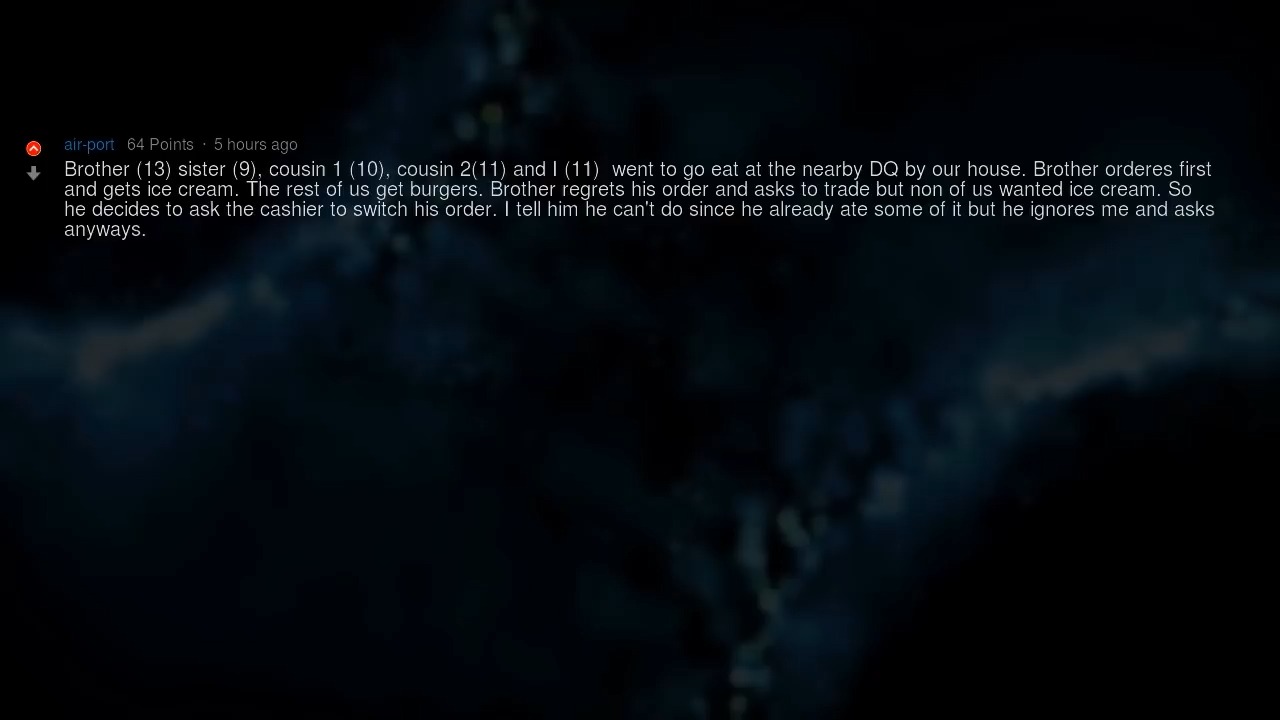 air-port 64 Points · 5 hours ago
Brother (13) sister (9), cousin 1 (10), cousin 2(11) and I (11)  went to go eat at the nearby DQ by our house. Brother orderes first
and gets ice cream. The rest of us get burgers. Brother regrets his order and asks to trade but non of us wanted ice cream. So
he decides to ask the cashier to switch his order. I tell him he can't do since he already ate some of it but he ignores me and asks
anyways.